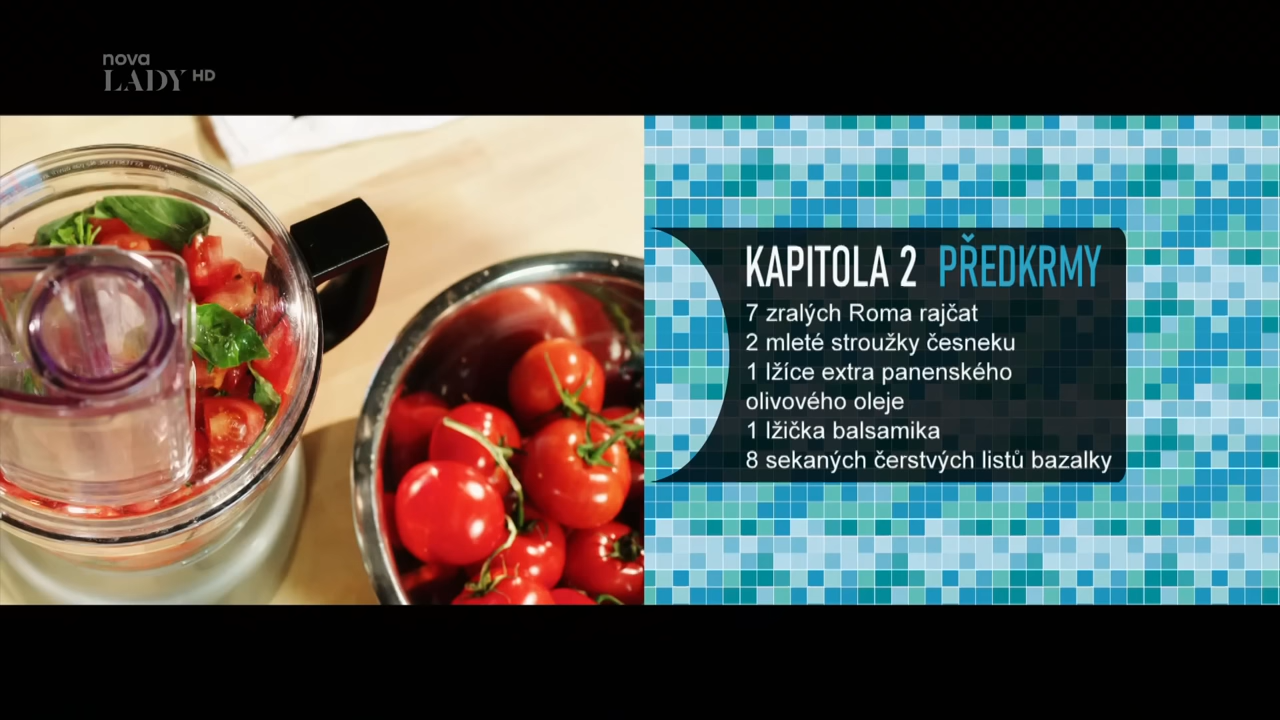 nova
LADY HD
KAPITOLA 2 PŘEDKRMY
7 zralých Roma rajčat
2 mleté stroužky česneku
1 lžíce extra panenského
olivového oleje
1 lžička balsamika
8 sekaných čerstvých listů bazalky